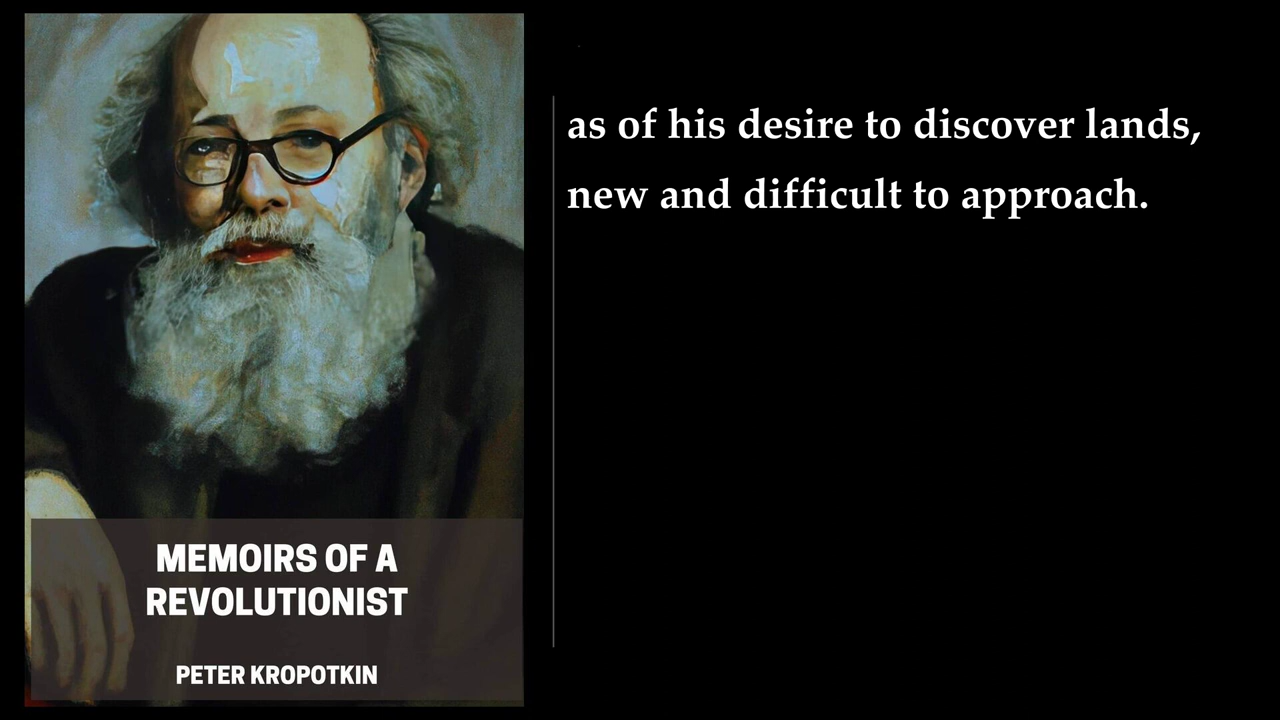 as of his desire to discover lands,
new and difficult to approach.
MEMOIRS OF A
REVOLUTIONIST
PETER KROPOTKIN